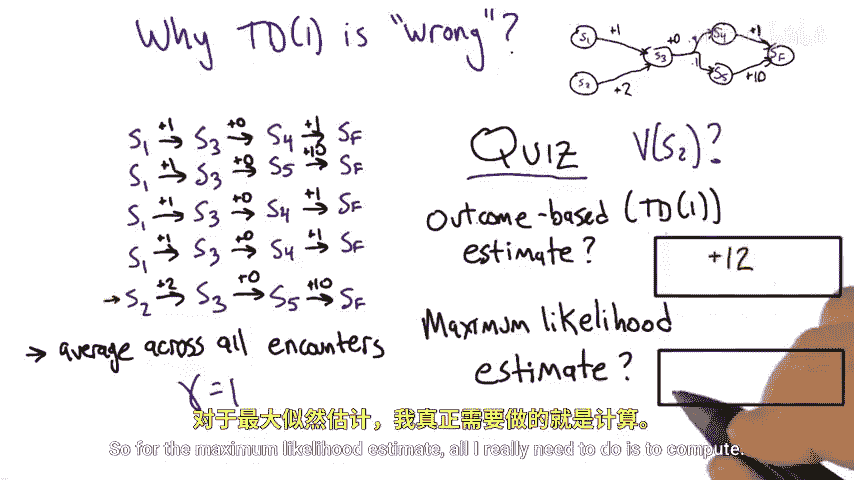 Why TD(1) is "wrong"?
S1 +1 S3 +0 .9 S4 +1 SF
S2 +2 .1 S5 +10
S1 +1→ S3 +0→ S4 +1→ SF
S1 +1→ S3 +0→ S5 +10→ SF
S1 +1→ S3 +0→ S4 +1→ SF
S1 +1→ S3 +0→ S4 +1→ SF
→ S2 +2→ S3 +0→ S5 +10→ SF
→ average across all encounters
γ=1
QUIZ V(S2)?
Outcome-based (TD(1))
estimate?
+12
Maximum likelihood
estimate?
对于最大似然估计，我真正需要做的就是计算。
So for the maximum likelihood estimate, all I really need to do is to compute.